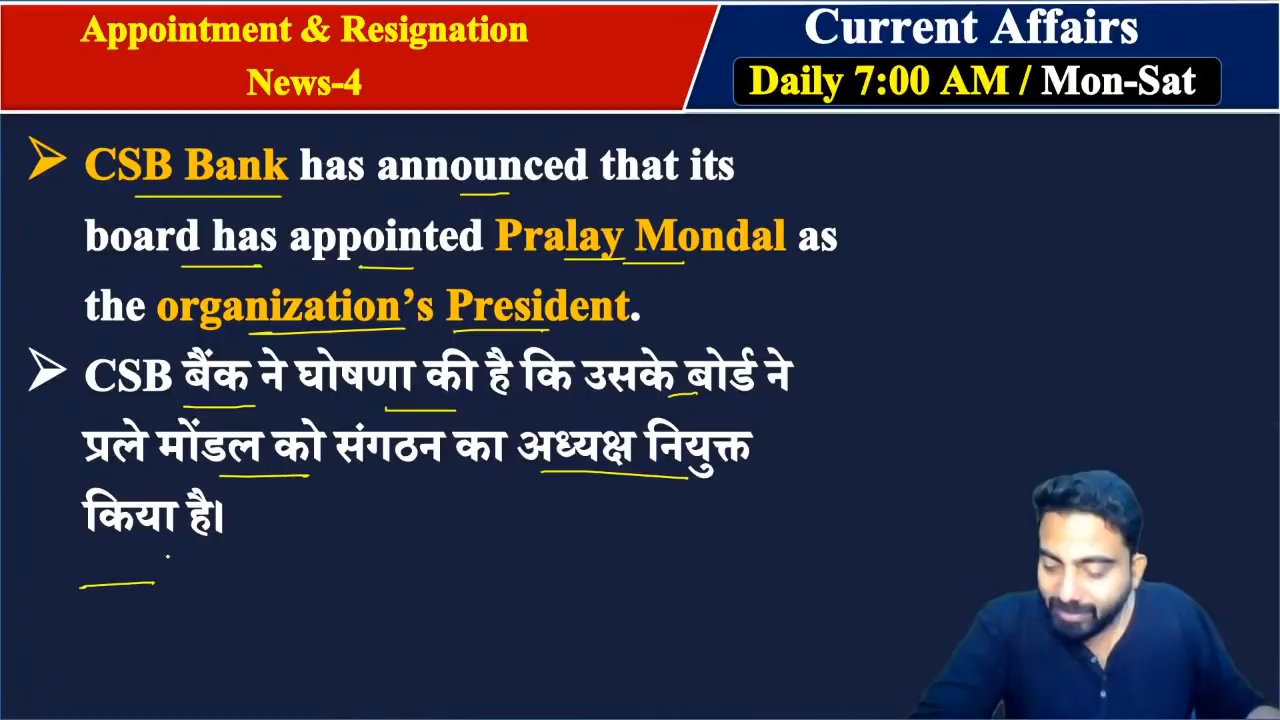 Appointment & Resignation
News-4
Current Affairs
Daily 7:00 AM / Mon-Sat
CSB Bank has announced that its
board has appointed Pralay Mondal as
the organization’s President.
CSB बैंक ने घोषणा की है कि उसके बोर्ड ने
प्रले मोंडल को संगठन का अध्यक्ष नियुक्त
किया है।